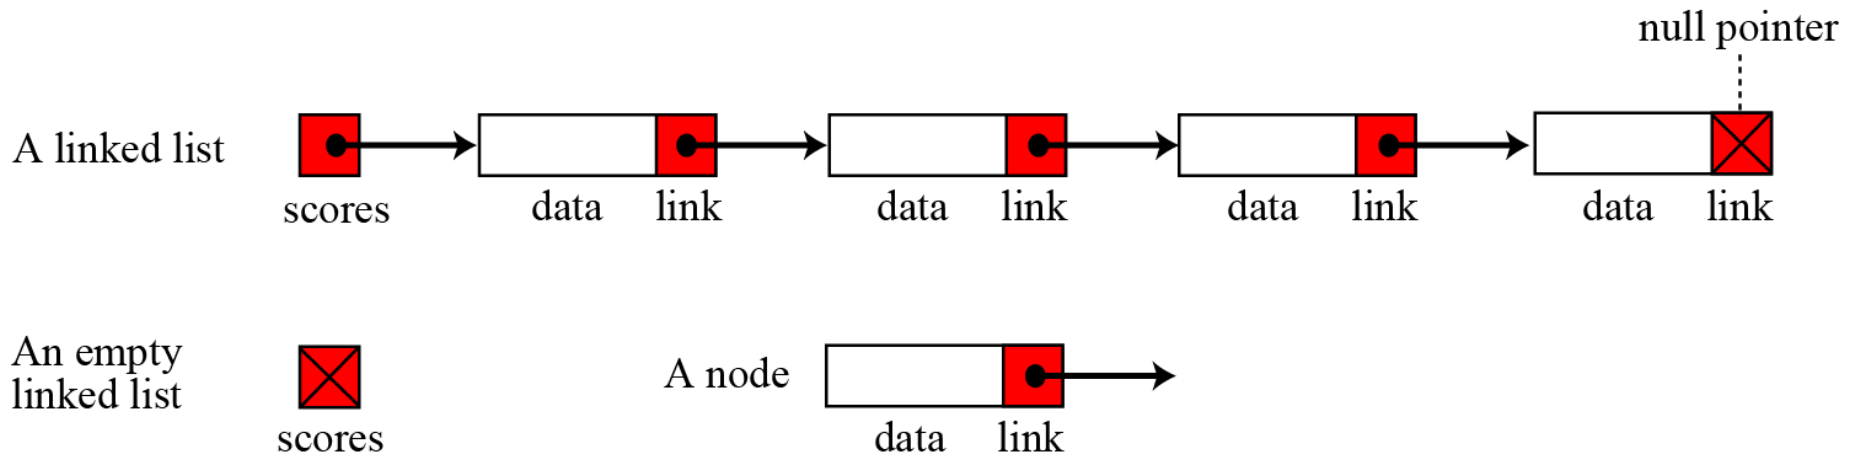 null pointer
A linked list
scores
data link
data link
data link
data link
An empty
linked list
scores
A node
data link